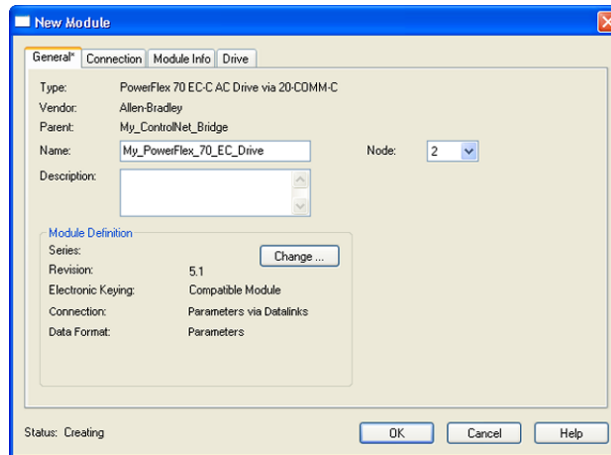 New Module
General* Connection Module Info Drive
Type: PowerFlex 70 EC-C AC Drive via 20-COMM-C
Vendor: Allen-Bradley
Parent: My_ControlNet_Bridge
Name: My_PowerFlex_70_EC_Drive Node: 2
Description:
Module Definition
Series: Change ...
Revision: 5.1
Electronic Keying: Compatible Module
Connection: Parameters via Datalinks
Data Format: Parameters
Status: Creating OK Cancel Help